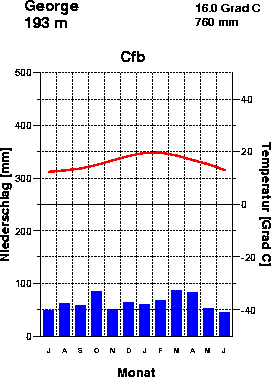 George
193 m
16.0 Grad C
760 mm
Cfb
500
400
300
200
100
0
Niederschlag [mm]
40
20
0
-20
-40
Temperatur [Grad C]
J A S O N D J F M A M J
Monat